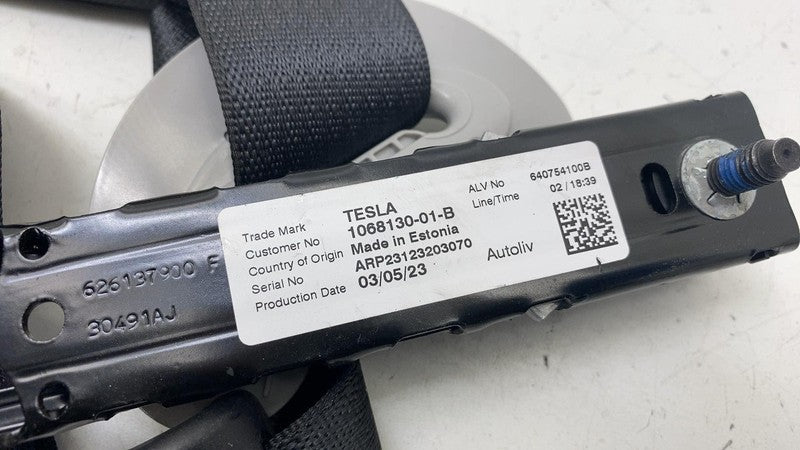 Trade Mark TESLA ALV No 640754100B
Customer No 1068130-01-B Line/Time 02 / 18:39
Country of Origin Made in Estonia
Serial No ARP23123203070
Production Date 03/05/23 Autoliv
626137900 F
30491AJ